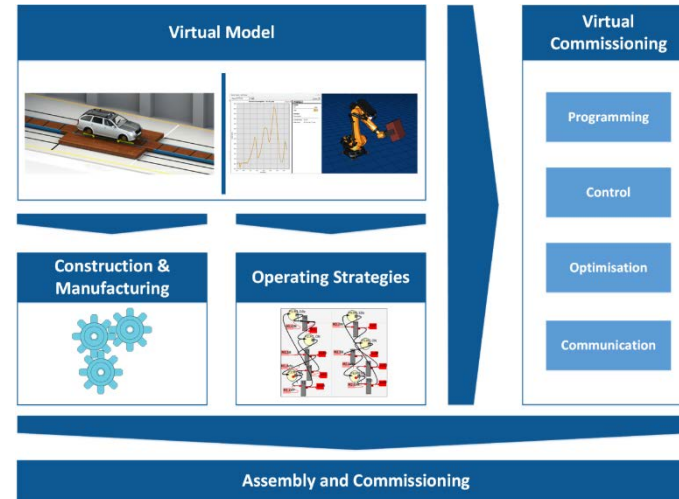 Virtual Model
Virtual
Commissioning
Programming
Control
Optimisation
Communication
Construction &
Manufacturing
Operating Strategies
Assembly and Commissioning